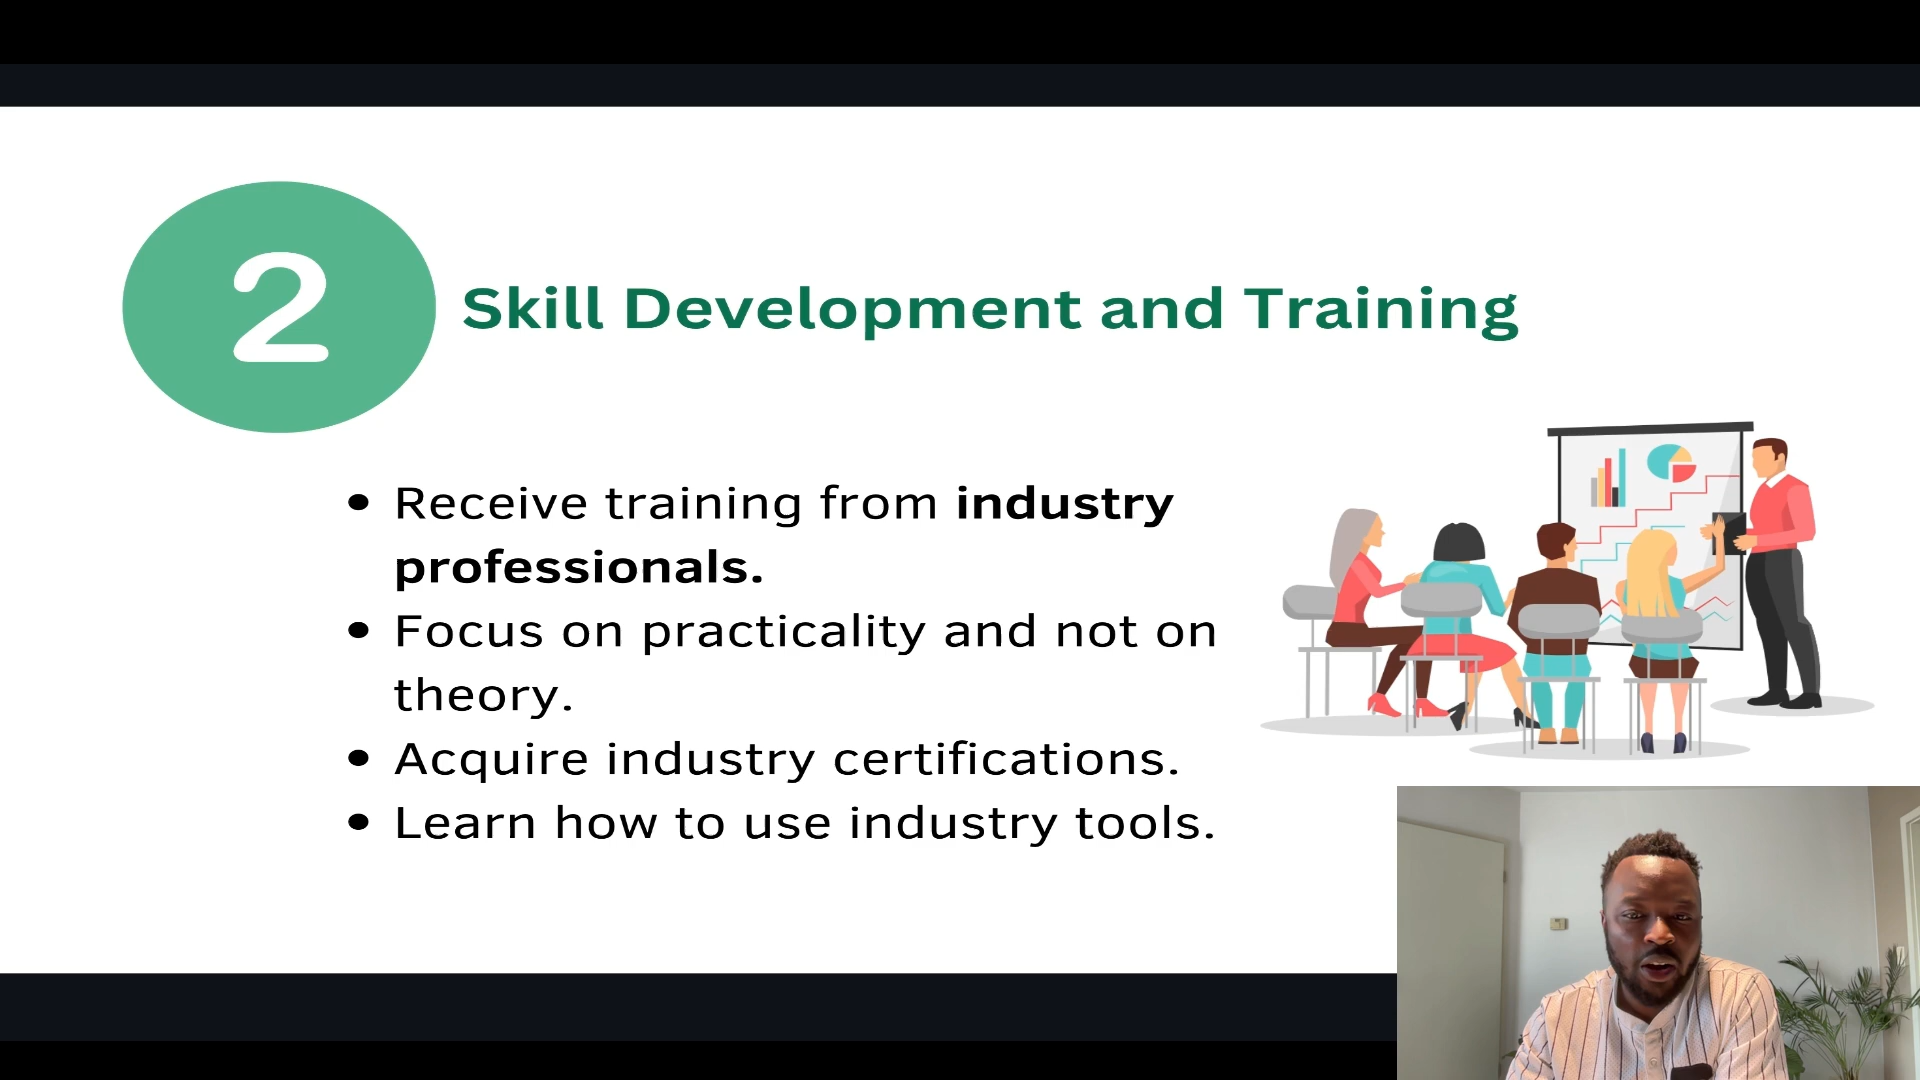 2
Skill Development and Training
• Receive training from industry
professionals.
• Focus on practicality and not on
theory.
• Acquire industry certifications.
• Learn how to use industry tools.